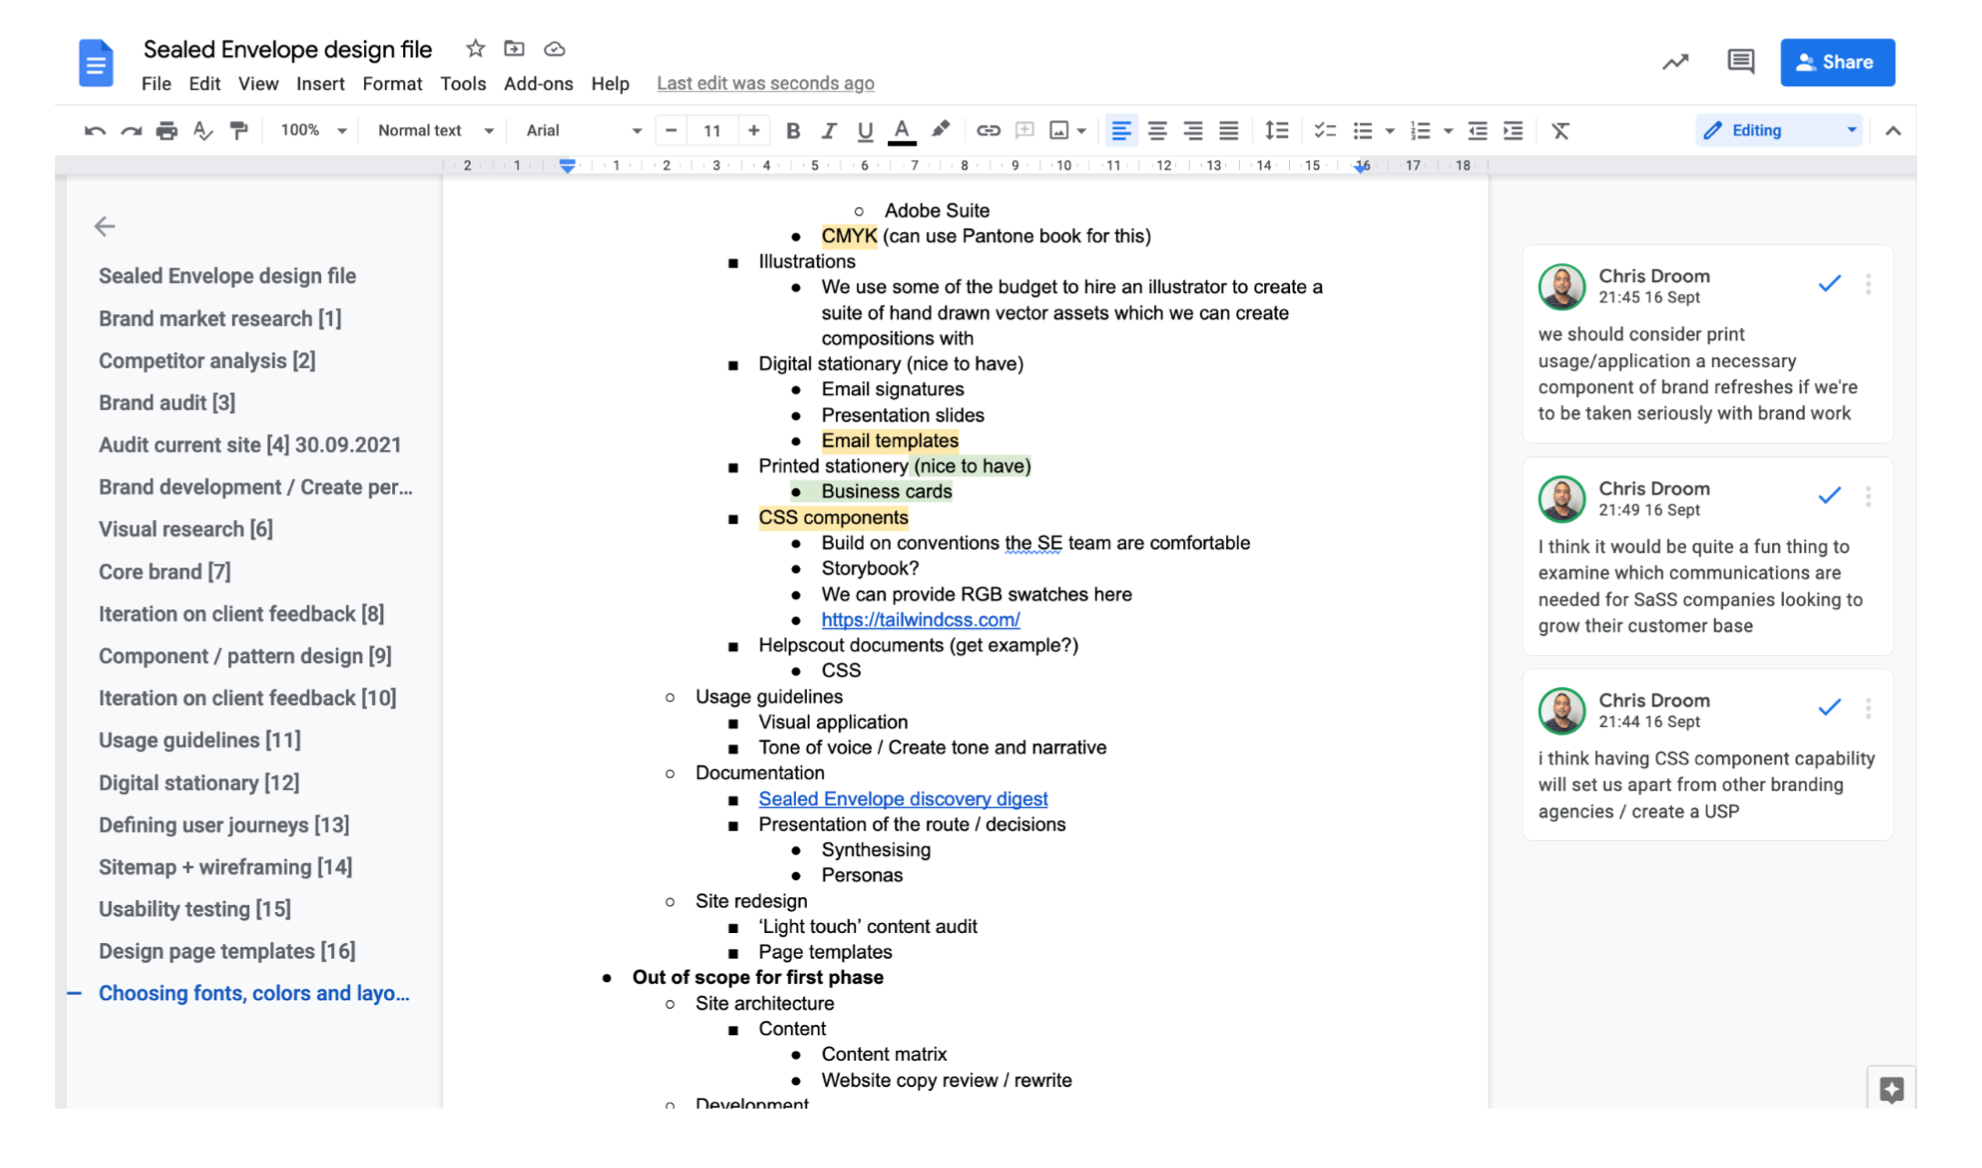 Sealed Envelope design file
File Edit View Insert Format Tools Add-ons Help Last edit was seconds ago
Share
100% Normal text Arial 11 B I U A Editing
2 1 1 2 3 4 5 6 7 8 9 10 11 12 13 14 15 16 17 18
Sealed Envelope design file
Brand market research [1]
Competitor analysis [2]
Brand audit [3]
Audit current site [4] 30.09.2021
Brand development / Create per...
Visual research [6]
Core brand [7]
Iteration on client feedback [8]
Component / pattern design [9]
Iteration on client feedback [10]
Usage guidelines [11]
Digital stationary [12]
Defining user journeys [13]
Sitemap + wireframing [14]
Usability testing [15]
Design page templates [16]
Choosing fonts, colors and layo...
Adobe Suite
CMYK (can use Pantone book for this)
Illustrations
We use some of the budget to hire an illustrator to create a
suite of hand drawn vector assets which we can create
compositions with
Digital stationary (nice to have)
Email signatures
Presentation slides
Email templates
Printed stationery (nice to have)
Business cards
CSS components
Build on conventions the SE team are comfortable
Storybook?
We can provide RGB swatches here
https://tailwindcss.com/
Helpscout documents (get example?)
CSS
Usage guidelines
Visual application
Tone of voice / Create tone and narrative
Documentation
Sealed Envelope discovery digest
Presentation of the route / decisions
Synthesising
Personas
Site redesign
‘Light touch’ content audit
Page templates
Out of scope for first phase
Site architecture
Content
Content matrix
Website copy review / rewrite
Development
Chris Droom
21:45 16 Sept
we should consider print
usage/application a necessary
component of brand refreshes if we're
to be taken seriously with brand work
Chris Droom
21:49 16 Sept
I think it would be quite a fun thing to
examine which communications are
needed for SaSS companies looking to
grow their customer base
Chris Droom
21:44 16 Sept
i think having CSS component capability
will set us apart from other branding
agencies / create a USP